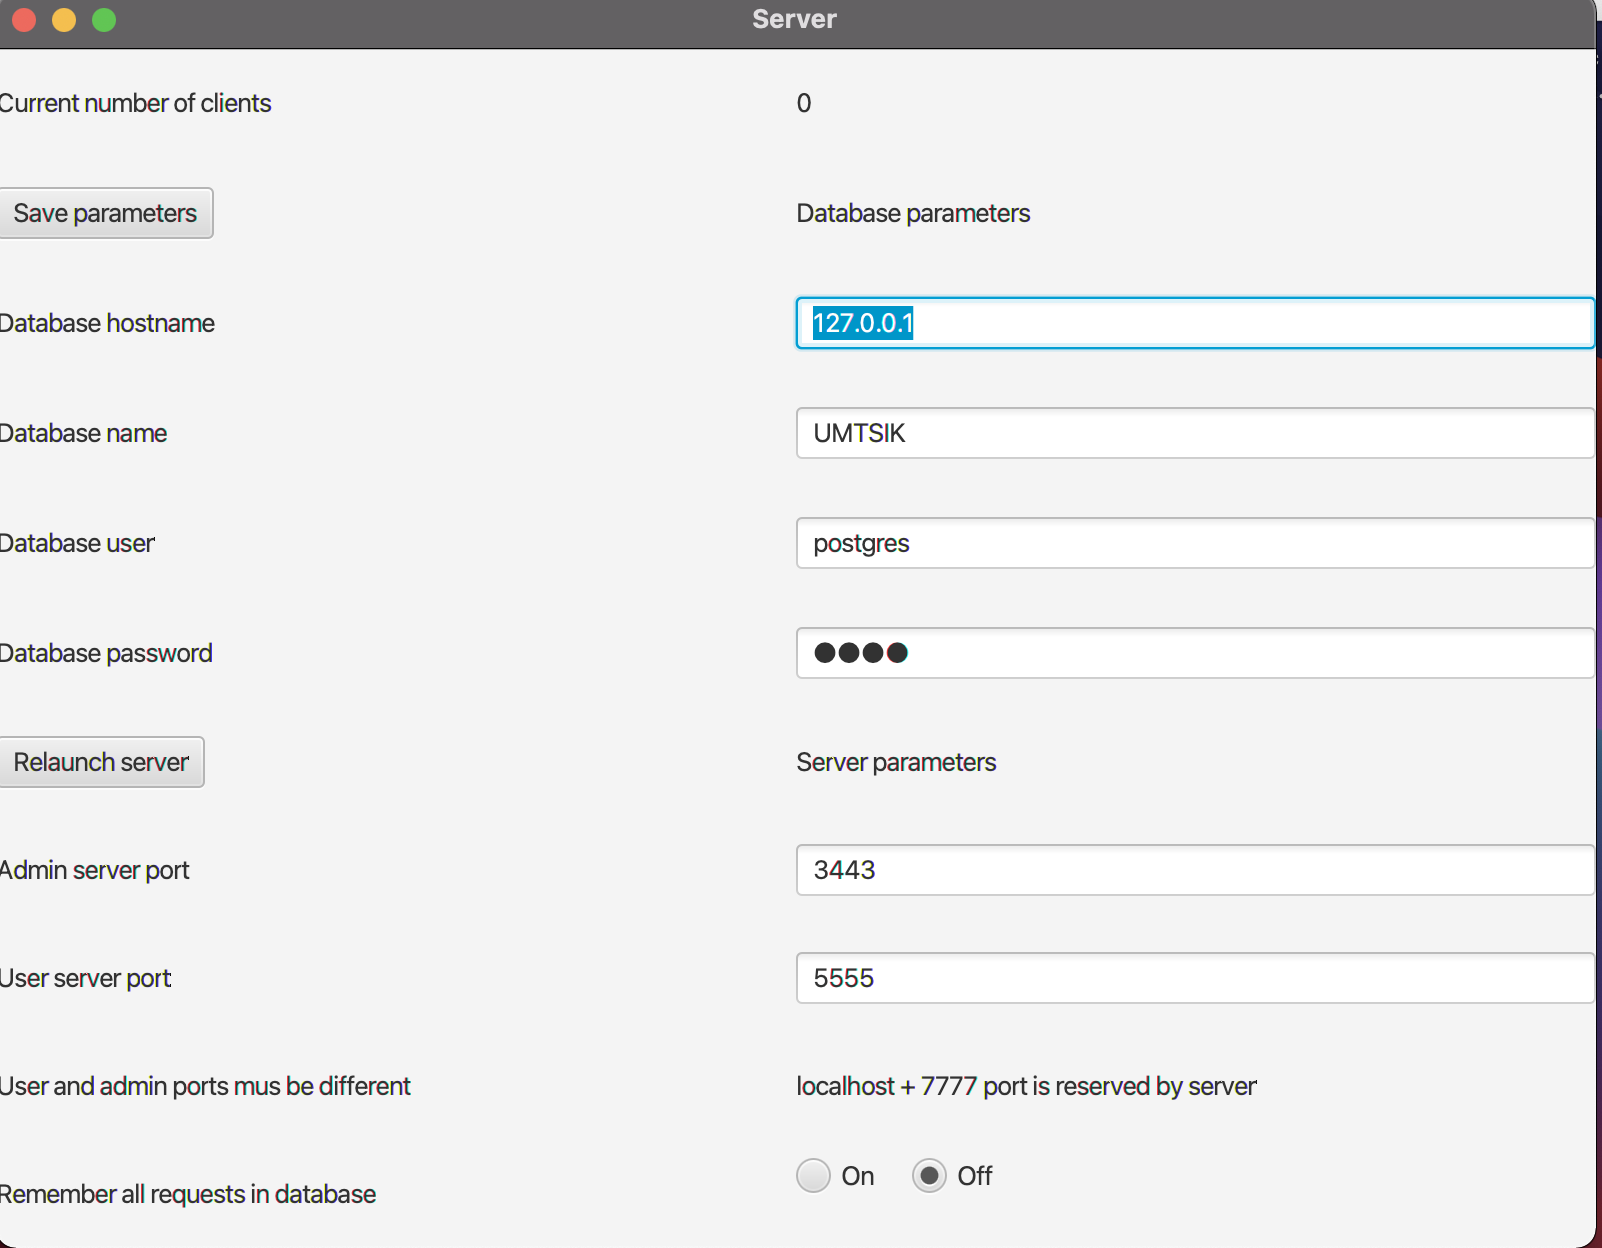 Server
Current number of clients 0
Save parameters Database parameters
Database hostname 127.0.0.1
Database name UMTSIK
Database user postgres
Database password ●●●●
Relaunch server Server parameters
Admin server port 3443
User server port 5555
User and admin ports mus be different localhost + 7777 port is reserved by server
Remember all requests in database On Off